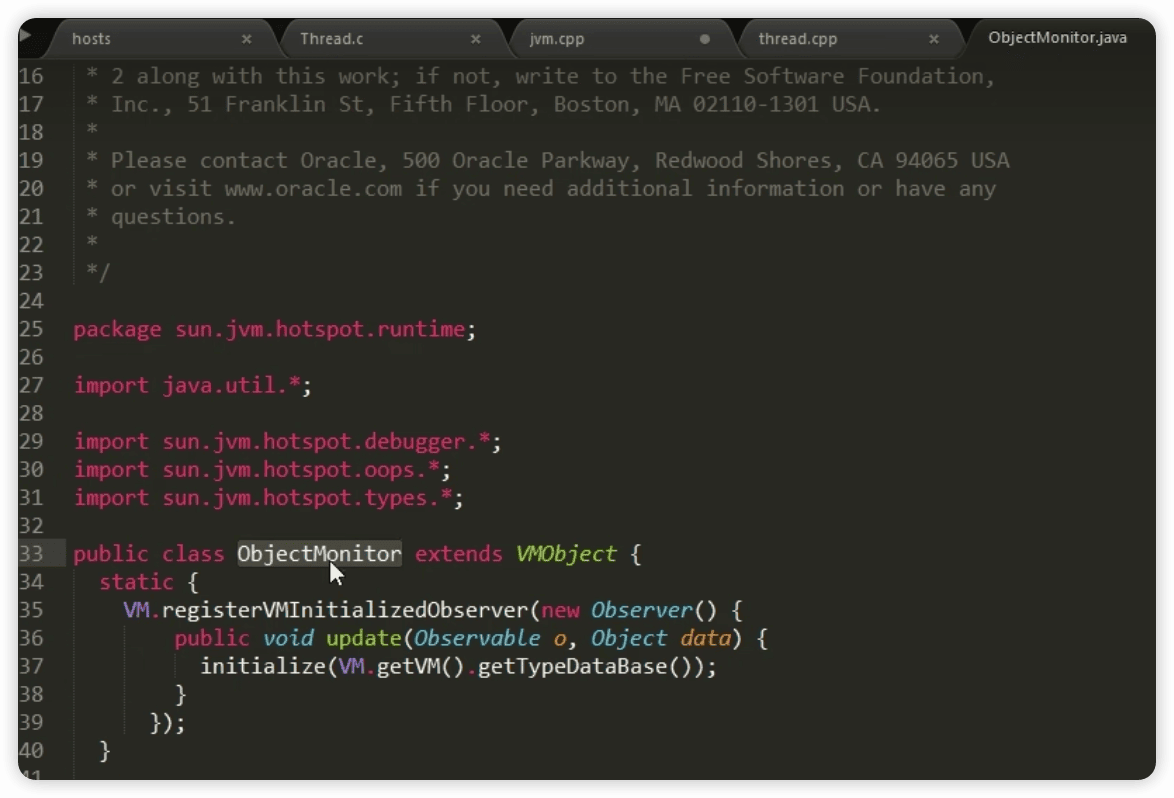 hosts × Thread.c × jvm.cpp thread.cpp × ObjectMonitor.java
16 * 2 along with this work; if not, write to the Free Software Foundation,
17 * Inc., 51 Franklin St, Fifth Floor, Boston, MA 02110-1301 USA.
18 *
19 * Please contact Oracle, 500 Oracle Parkway, Redwood Shores, CA 94065 USA
20 * or visit www.oracle.com if you need additional information or have any
21 * questions.
22 *
23 */
24
25 package sun.jvm.hotspot.runtime;
26
27 import java.util.*;
28
29 import sun.jvm.hotspot.debugger.*;
30 import sun.jvm.hotspot.oops.*;
31 import sun.jvm.hotspot.types.*;
32
33 public class ObjectMonitor extends VMObject {
34 static {
35 VM.registerVMInitializedObserver(new Observer() {
36 public void update(Observable o, Object data) {
37 initialize(VM.getVM().getTypeDataBase());
38 }
39 });
40 }
41